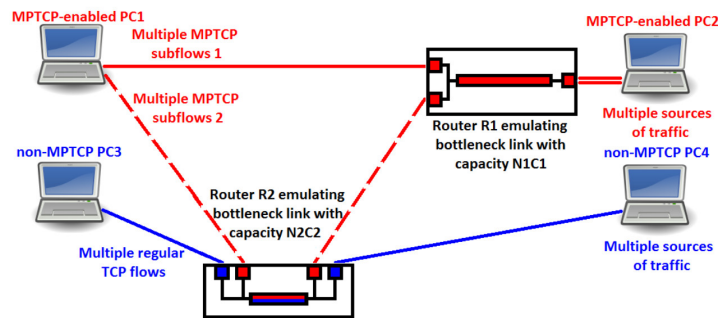 MPTCP-enabled PC1
Multiple MPTCP
subflows 1
Multiple MPTCP
subflows 2
MPTCP-enabled PC2
Multiple sources
of traffic
Router R1 emulating
bottleneck link with
capacity N1C1
non-MPTCP PC3
non-MPTCP PC4
Router R2 emulating
bottleneck link with
capacity N2C2
Multiple regular
TCP flows
Multiple sources
of traffic